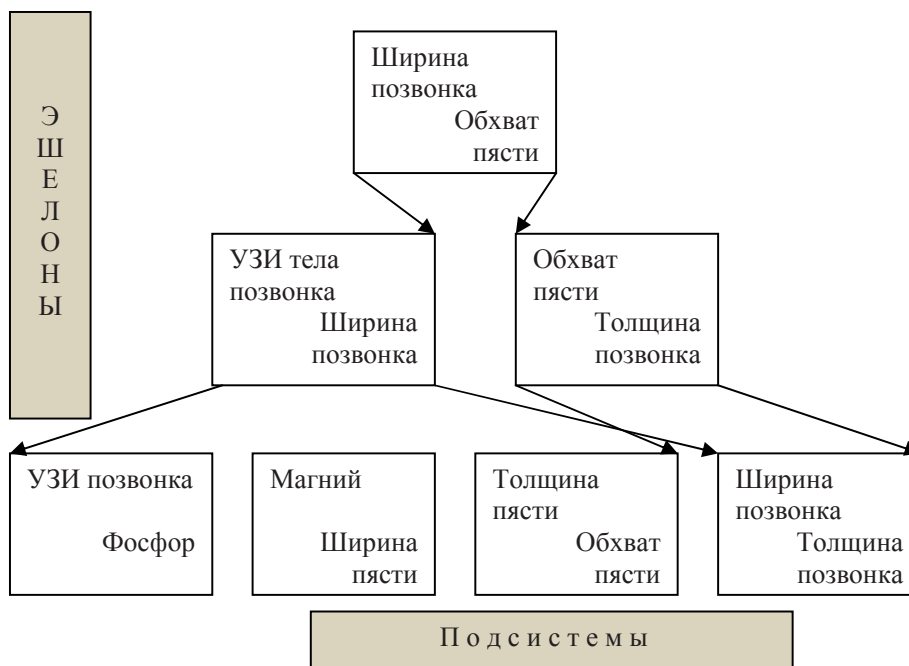 ЭШЕЛОНЫ
Ширина
позвонка
Обхват
пясти
УЗИ тела
позвонка
Ширина
позвонка
Обхват
пясти
Толщина
позвонка
УЗИ позвонка
Фосфор
Магний
Ширина
пясти
Толщина
пясти
Обхват
пясти
Ширина
позвонка
Толщина
позвонка
Подсистемы